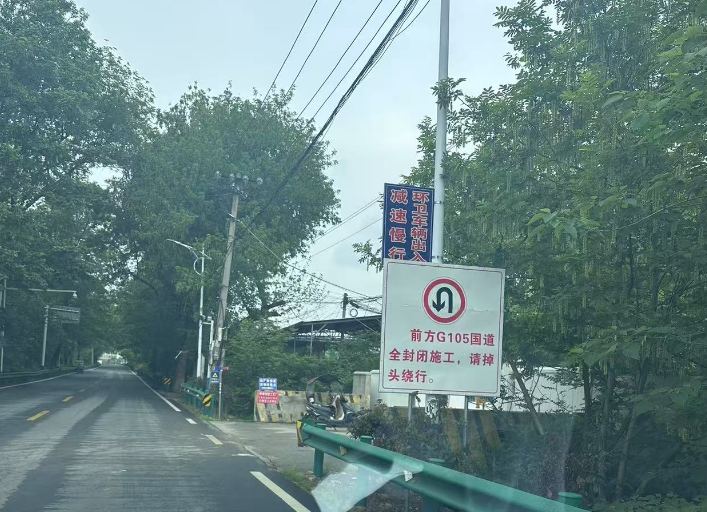 环卫车辆出入
减速慢行
前方G105国道
全封闭施工，请掉
头绕行。